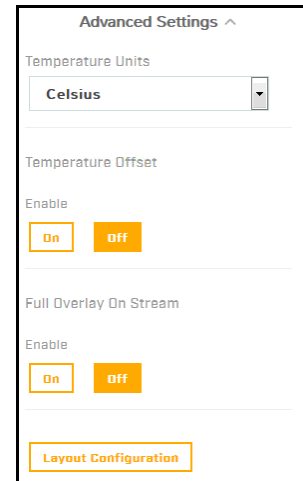 Advanced Settings
Temperature Units
Celsius
Temperature Offset
Enable
On Off
Full Overlay On Stream
Enable
On Off
Layout Configuration